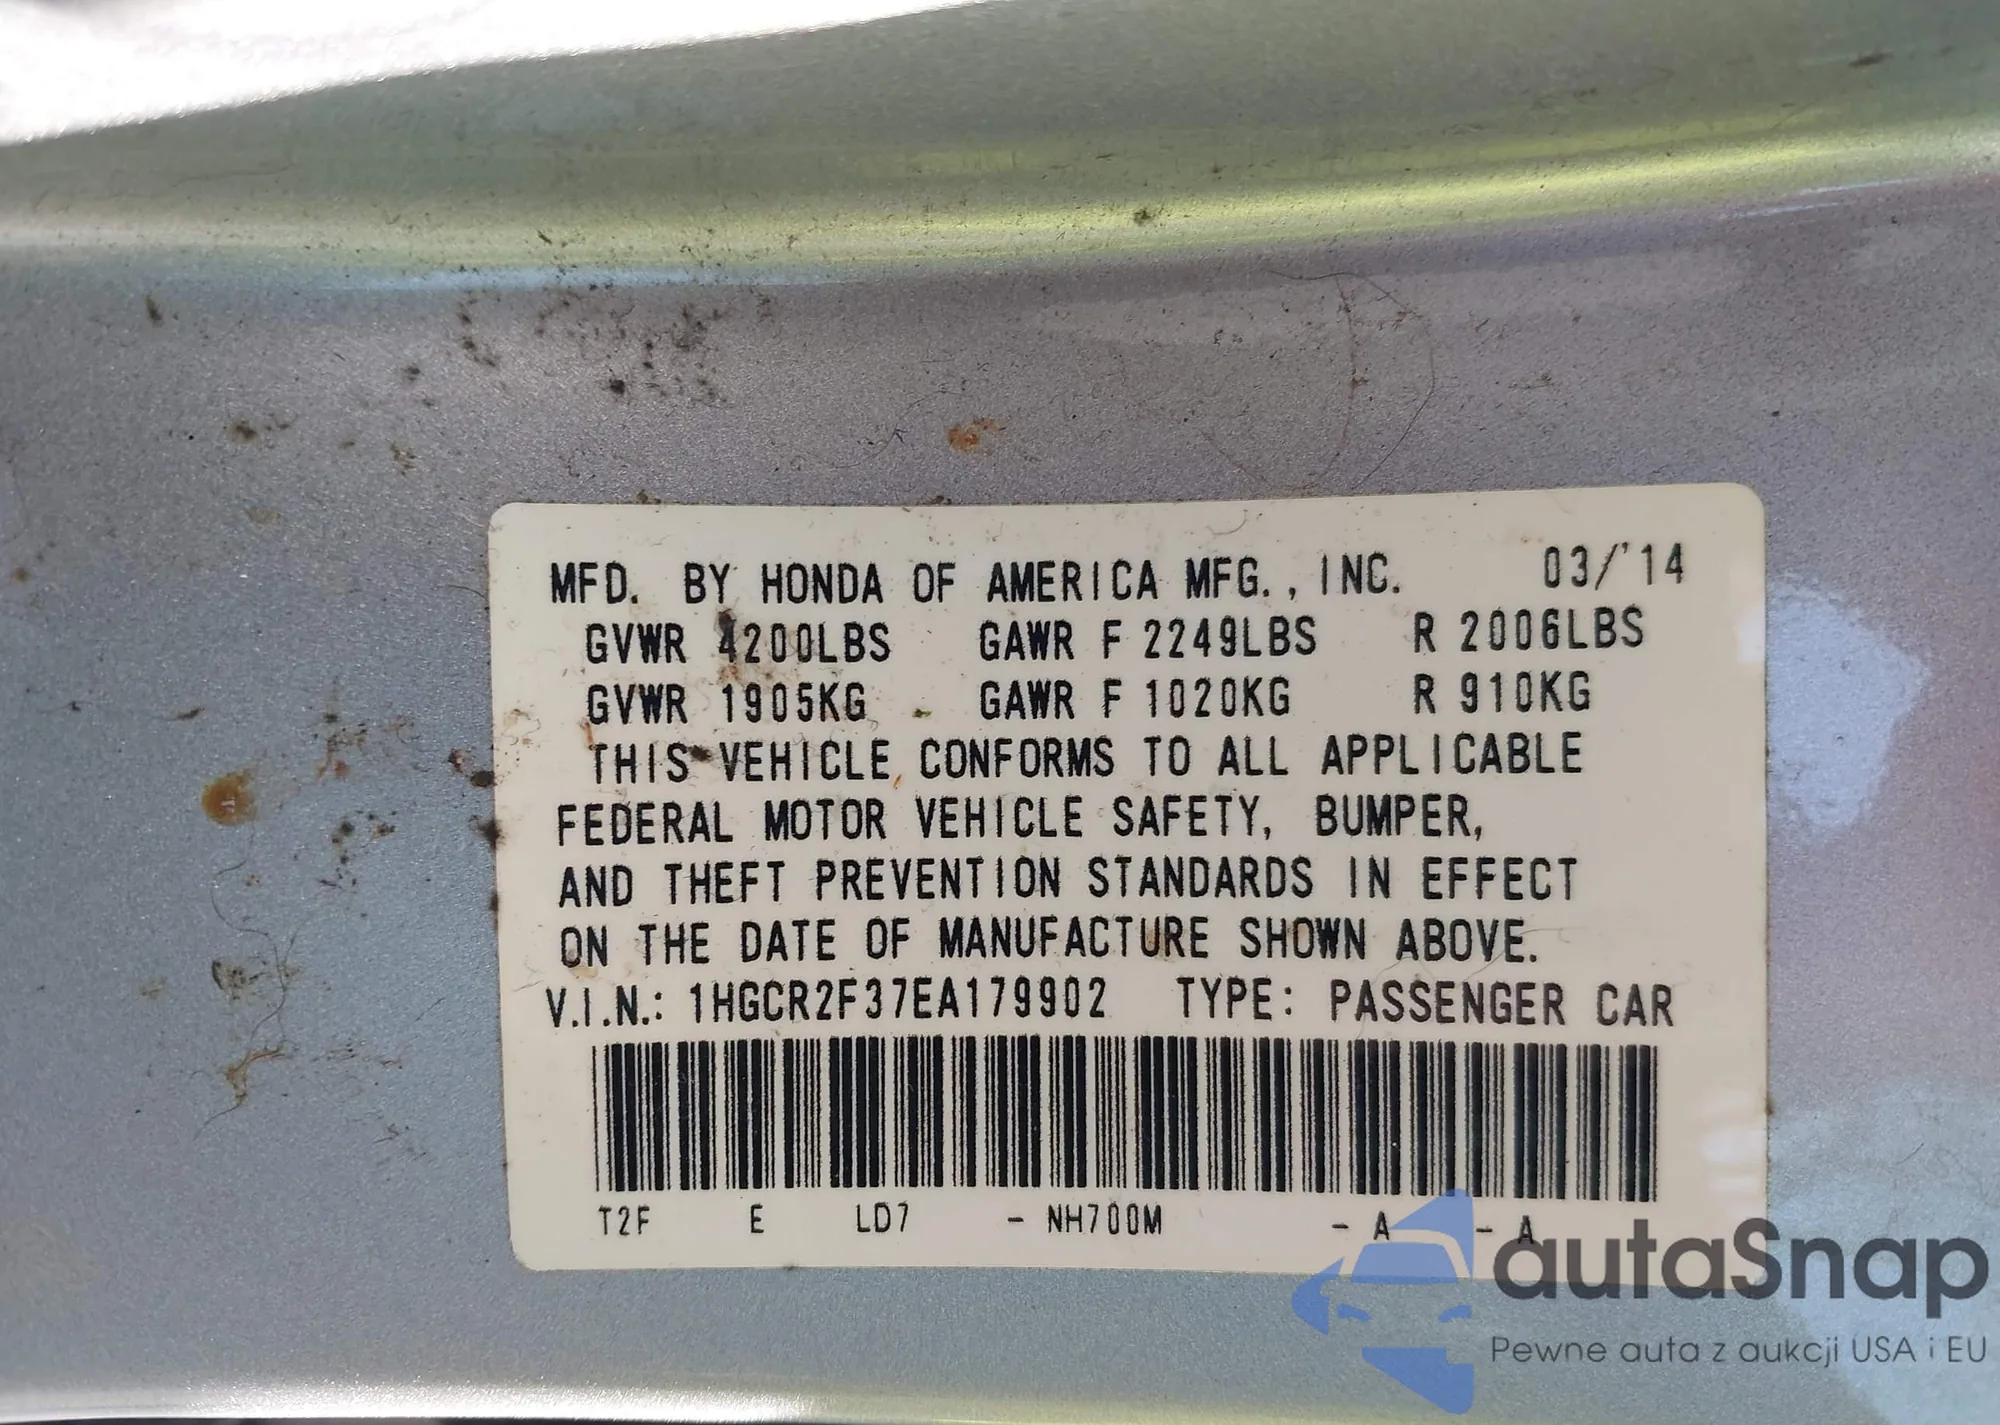 MFD. BY HONDA OF AMERICA MFG., INC. 03/'14
GVWR 4200LBS GAWR F 2249LBS R 2006LBS
GVWR 1905KG GAWR F 1020KG R 910KG
THIS VEHICLE CONFORMS TO ALL APPLICABLE
FEDERAL MOTOR VEHICLE SAFETY, BUMPER,
AND THEFT PREVENTION STANDARDS IN EFFECT
ON THE DATE OF MANUFACTURE SHOWN ABOVE.
V.I.N.: 1HGCR2F37EA179902 TYPE: PASSENGER CAR
T2F E LD7 - NH700M - A - A
autaSnap
Pewne auta z aukcji USA i EU